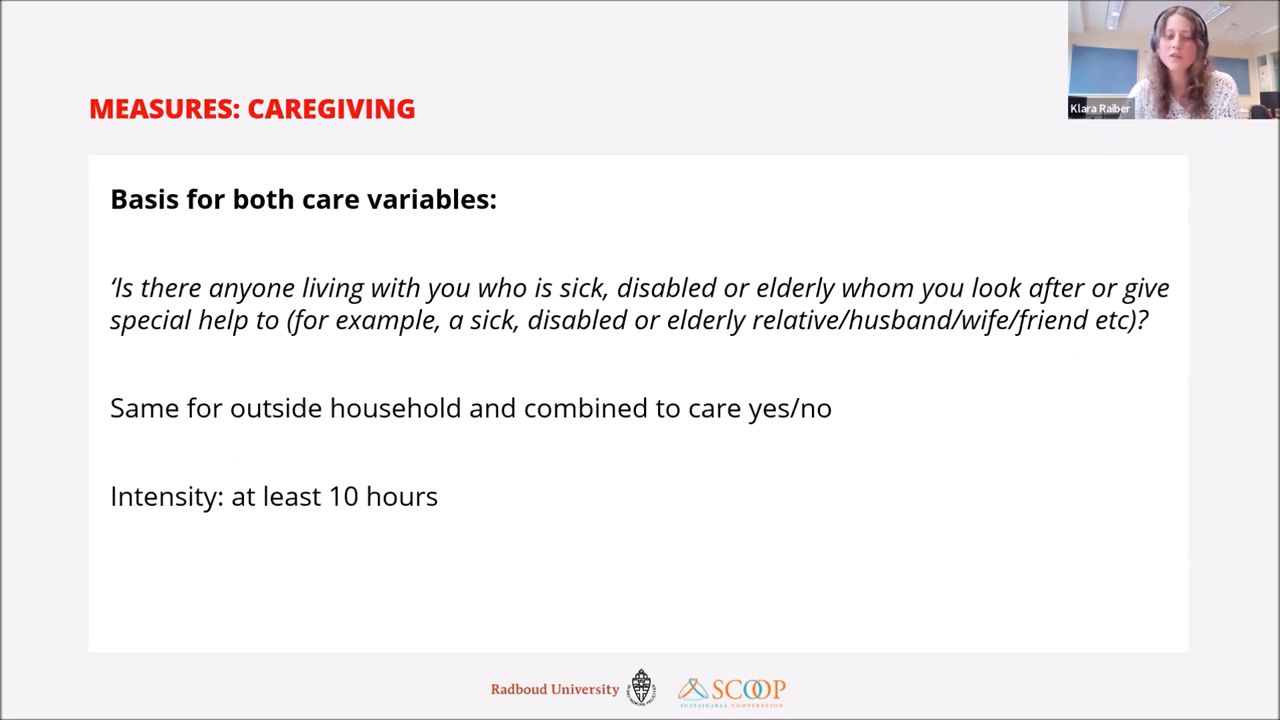 Klara Raiber
MEASURES: CAREGIVING
Basis for both care variables:
‘Is there anyone living with you who is sick, disabled or elderly whom you look after or give
special help to (for example, a sick, disabled or elderly relative/husband/wife/friend etc)?
Same for outside household and combined to care yes/no
Intensity: at least 10 hours
Radboud University
SCOOP
SUSTAINABLE COOPERATION